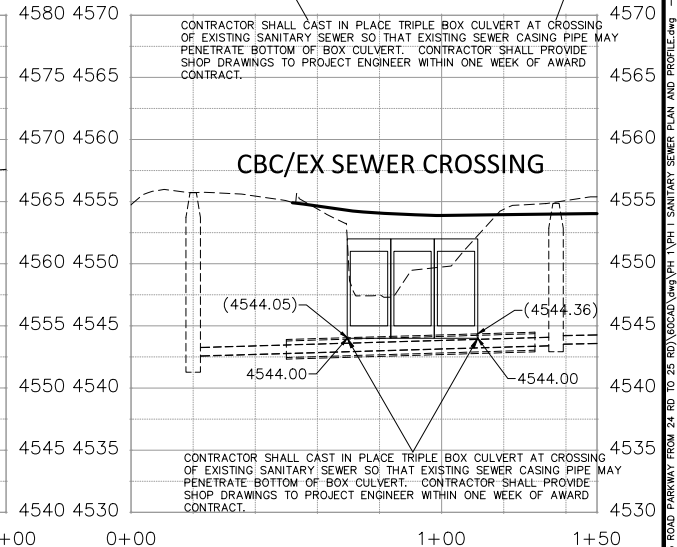 CONTRACTOR SHALL CAST IN PLACE TRIPLE BOX CULVERT AT CROSSING
OF EXISTING SANITARY SEWER SO THAT EXISTING SEWER CASING PIPE MAY
PENETRATE BOTTOM OF BOX CULVERT.  CONTRACTOR SHALL PROVIDE
SHOP DRAWINGS TO PROJECT ENGINEER WITHIN ONE WEEK OF AWARD
CONTRACT.
4580 4570 4570
4575 4565 4565
4570 4560 4560
CBC/EX SEWER CROSSING
4565 4555 4555
4560 4550 4550
(4544.05) (4544.36)
4555 4545 4545
4544.00 4544.00
4550 4540 4540
4545 4535 4535
CONTRACTOR SHALL CAST IN PLACE TRIPLE BOX CULVERT AT CROSSING
OF EXISTING SANITARY SEWER SO THAT EXISTING SEWER CASING PIPE MAY
PENETRATE BOTTOM OF BOX CULVERT.  CONTRACTOR SHALL PROVIDE
SHOP DRAWINGS TO PROJECT ENGINEER WITHIN ONE WEEK OF AWARD
CONTRACT.
4540 4530 4530
+00 0+00 1+00 1+50
ROAD PARKWAY FROM 24 RD TO 25 RD)\60CAD\dwg\PH 1\PH I SANITARY SEWER PLAN AND PROFILE.dwg -